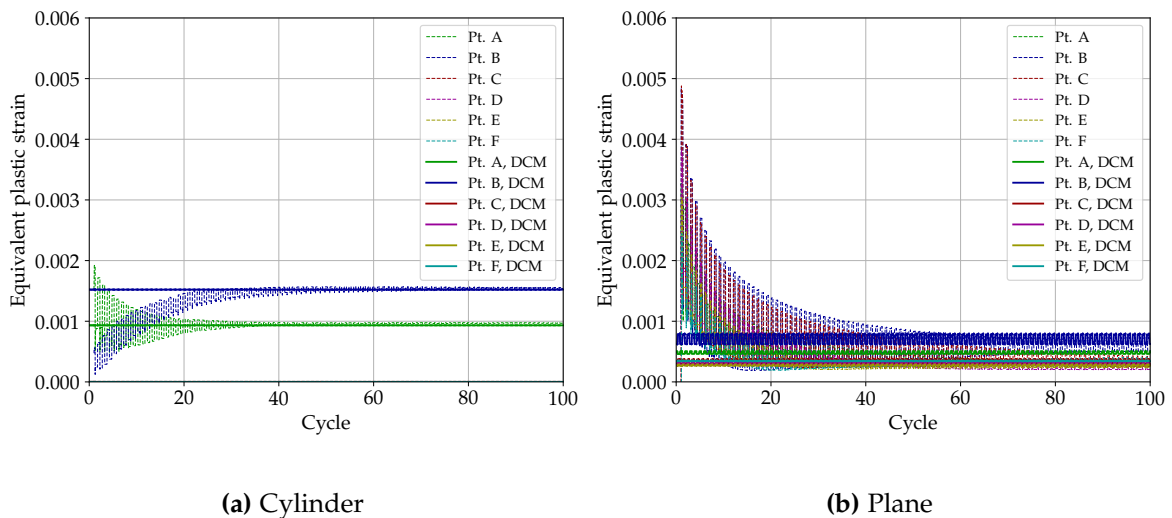 Equivalent plastic strain
0.006
0.005
0.004
0.003
0.002
0.001
0.000
Pt. A
Pt. B
Pt. C
Pt. D
Pt. E
Pt. F
Pt. A, DCM
Pt. B, DCM
Pt. C, DCM
Pt. D, DCM
Pt. E, DCM
Pt. F, DCM
0 20 40 60 80 100
Cycle
(a) Cylinder
Equivalent plastic strain
0.006
0.005
0.004
0.003
0.002
0.001
0.000
Pt. A
Pt. B
Pt. C
Pt. D
Pt. E
Pt. F
Pt. A, DCM
Pt. B, DCM
Pt. C, DCM
Pt. D, DCM
Pt. E, DCM
Pt. F, DCM
0 20 40 60 80 100
Cycle
(b) Plane